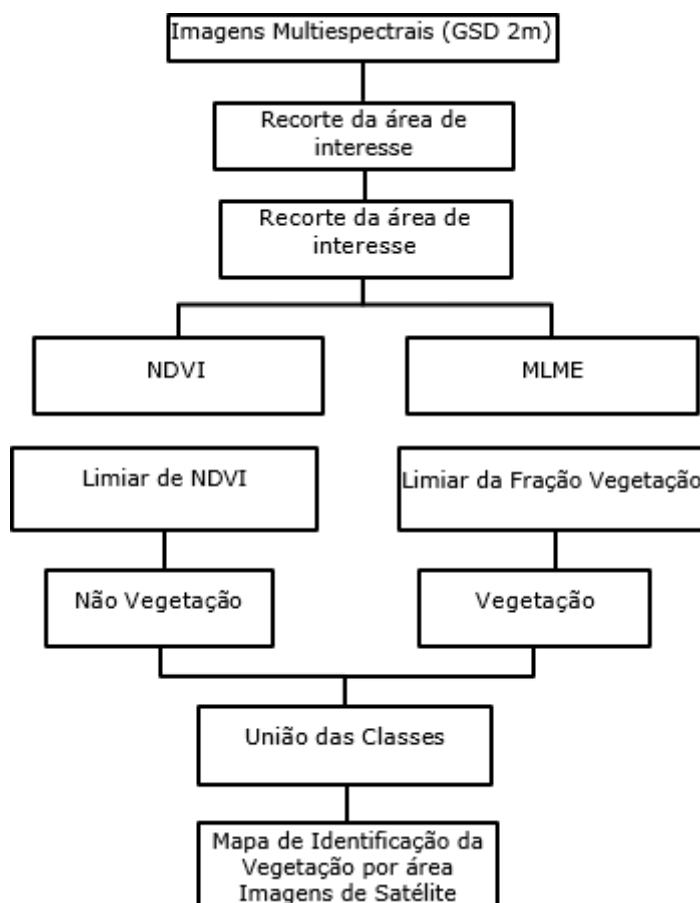 Imagens Multiespectrais (GSD 2m)
Recorte da área de
interesse
Recorte da área de
interesse
NDVI
MLME
Limiar de NDVI
Limiar da Fração Vegetação
Não Vegetação
Vegetação
União das Classes
Mapa de Identificação da
Vegetação por área
Imagens de Satélite